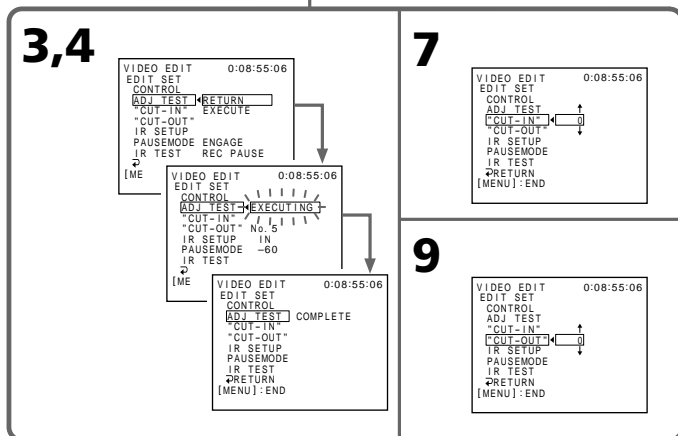 3,4
VIDEO EDIT 0:08:55:06
EDIT SET
CONTROL
ADJ TEST RETURN
"CUT-IN" EXECUTE
"CUT-OUT"
IR SETUP
PAUSEMODE ENGAGE
IR TEST REC PAUSE
[ME
VIDEO EDIT 0:08:55:06
EDIT SET
CONTROL
ADJ TEST EXECUTING
"CUT-IN"
"CUT-OUT" No.5
IR SETUP IN
PAUSEMODE –60
IR TEST
[ME
VIDEO EDIT 0:08:55:06
EDIT SET
CONTROL
ADJ TEST COMPLETE
"CUT-IN"
"CUT-OUT"
IR SETUP
PAUSEMODE
IR TEST
RETURN
[MENU]:END
7
VIDEO EDIT 0:08:55:06
EDIT SET
CONTROL
ADJ TEST
"CUT-IN" 0
"CUT-OUT"
IR SETUP
PAUSEMODE
IR TEST
RETURN
[MENU]:END
9
VIDEO EDIT 0:08:55:06
EDIT SET
CONTROL
ADJ TEST
"CUT-IN"
"CUT-OUT" 0
IR SETUP
PAUSEMODE
IR TEST
RETURN
[MENU]:END